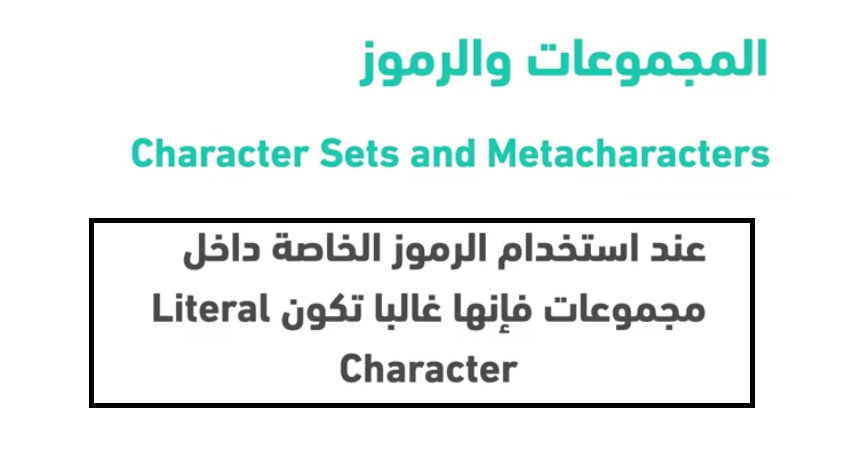 المجموعات والرموز
Character Sets and Metacharacters
عند استخدام الرموز الخاصة داخل
مجموعات فإنها غالبا تكون Literal
Character